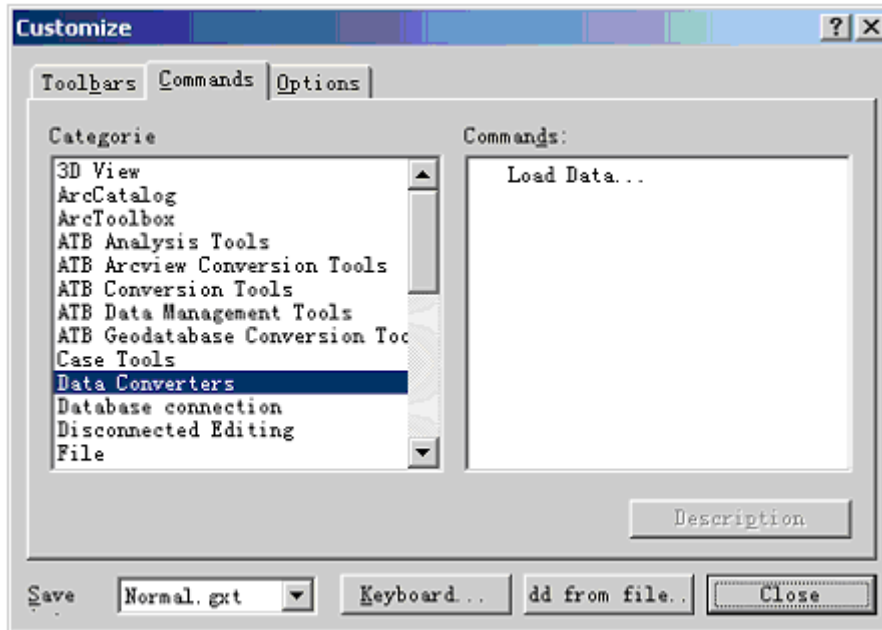 Customize
Toolbars Commands Options
Categorie Commands:
3D View
ArcCatalog
ArcToolbox
ATB Analysis Tools
ATB Arcview Conversion Tools
ATB Conversion Tools
ATB Data Management Tools
ATB Geodatabase Conversion Too
Case Tools
Data Converters
Database connection
Disconnected Editing
File
Load Data...
Description
Save Normal.gxt Keyboard... dd from file.. Close